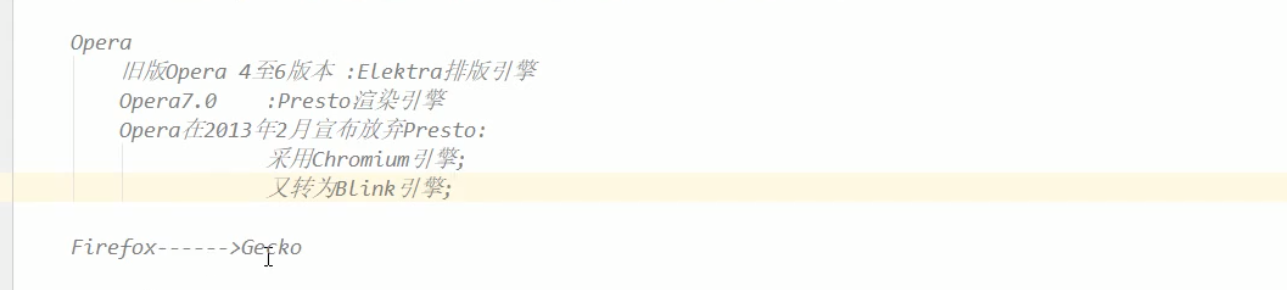 Opera
旧版Opera 4至6版本 :Elektra排版引擎
Opera7.0 :Presto渲染引擎
Opera在2013年2月宣布放弃Presto:
采用Chromium引擎;
又转为Blink引擎;
Firefox------>Gecko